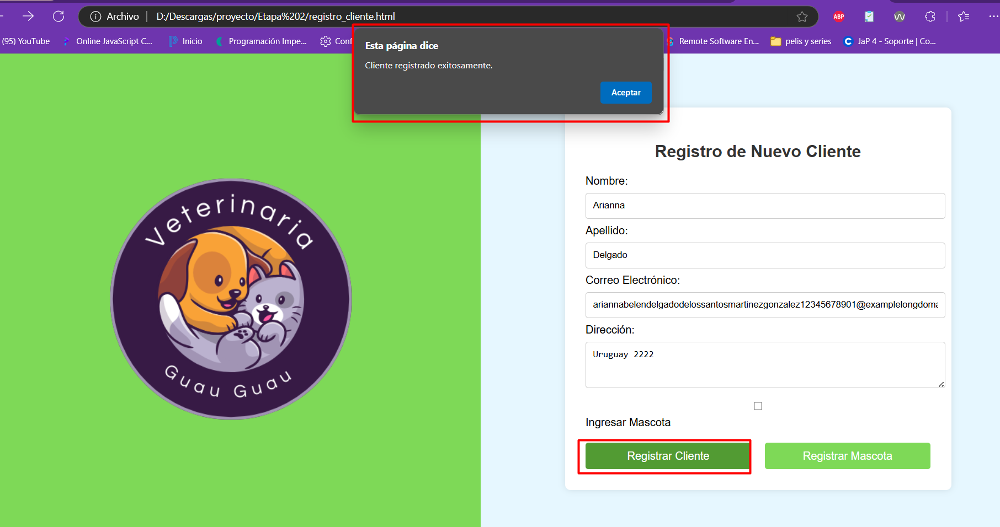 Archivo D:/Descargas/proyecto/Etapa%202/registro_cliente.html
ABP
(95) YouTube Online JavaScript C... Inicio Programación Impe... Conf Remote Software En... pelis y series JaP 4 - Soporte | Co...
Esta página dice
Cliente registrado exitosamente.
Aceptar
Veterinaria
Guau Guau
Registro de Nuevo Cliente
Nombre:
Arianna
Apellido:
Delgado
Correo Electrónico:
ariannabelendelgadodelossantosmartinezgonzalez12345678901@examplelongdoma
Dirección:
Uruguay 2222
Ingresar Mascota
Registrar Cliente Registrar Mascota